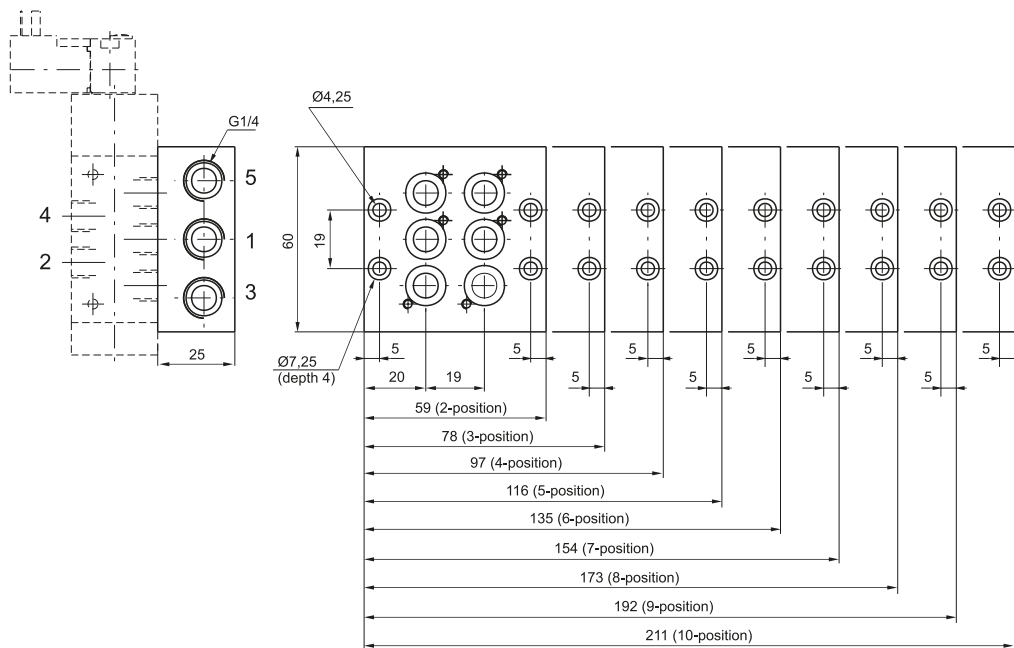 Ø4,25
G1/4
5
4
1
2
3
60
19
25
Ø7,25
(depth 4)
5
5
5
5
5
5
20
19
5
5
5
5
59 (2-position)
78 (3-position)
97 (4-position)
116 (5-position)
135 (6-position)
154 (7-position)
173 (8-position)
192 (9-position)
211 (10-position)